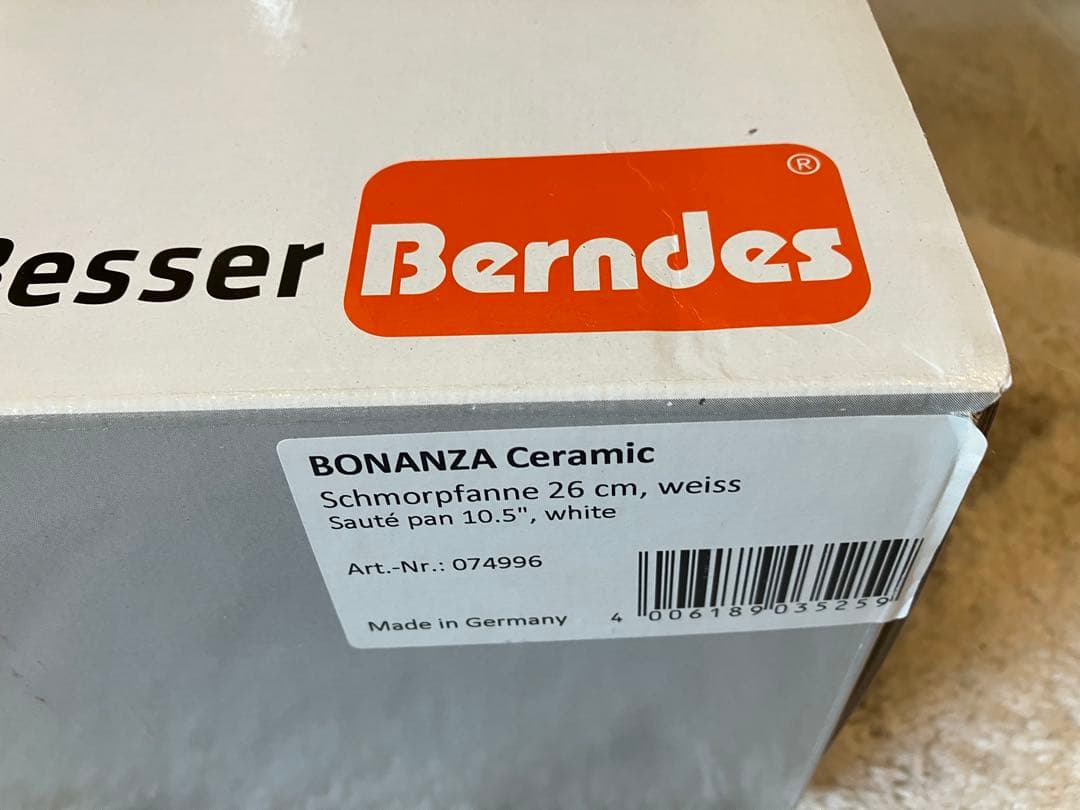 Besser Berndes®
BONANZA Ceramic
Schmorpfanne 26 cm, weiss
Sauté pan 10.5", white
Art.-Nr.: 074996
Made in Germany
4 006189 035259